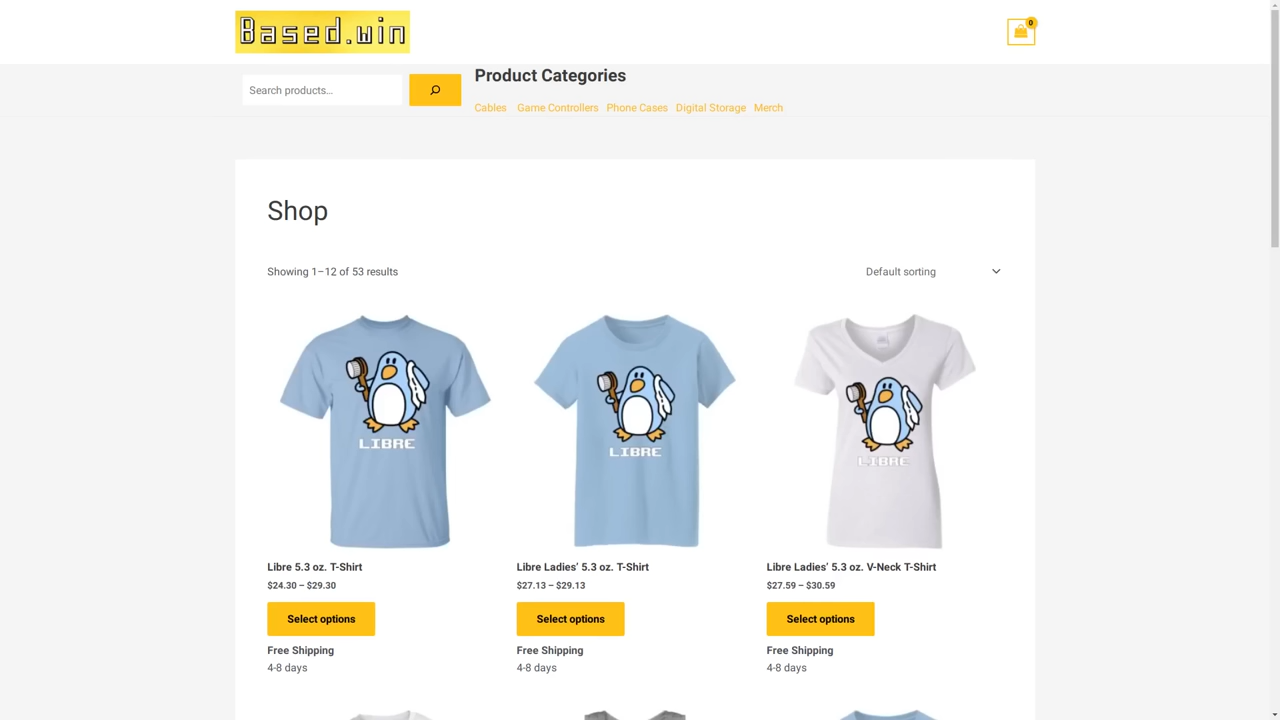 Based.win
0
Search products…
Product Categories
Cables Game Controllers Phone Cases Digital Storage Merch
Shop
Showing 1–12 of 53 results
Default sorting
LIBRE
LIBRE
LIBRE
Libre 5.3 oz. T-Shirt
$24.30 – $29.30
Select options
Free Shipping
4-8 days
Libre Ladies’ 5.3 oz. T-Shirt
$27.13 – $29.13
Select options
Free Shipping
4-8 days
Libre Ladies’ 5.3 oz. V-Neck T-Shirt
$27.59 – $30.59
Select options
Free Shipping
4-8 days